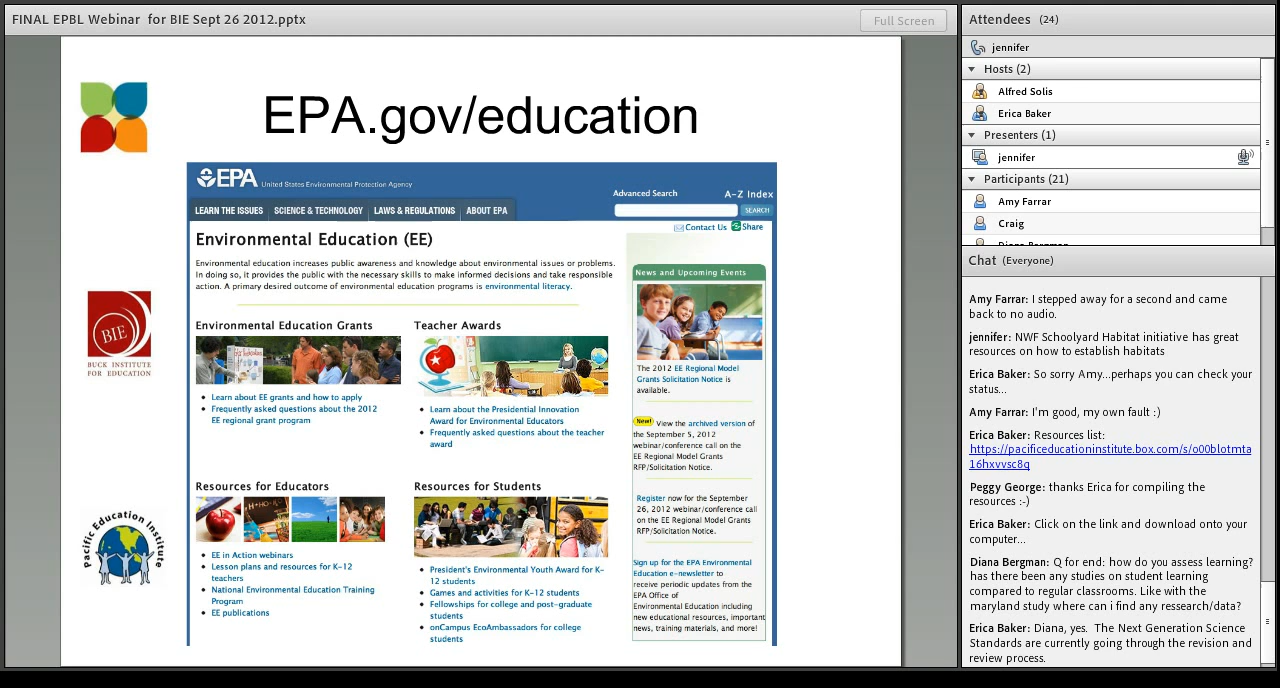 FINAL EPBL Webinar for BIE Sept 26 2012.pptx
Full Screen
EPA.gov/education
EPA United States Environmental Protection Agency
Advanced Search
A-Z Index
LEARN THE ISSUES
SCIENCE & TECHNOLOGY
LAWS & REGULATIONS
ABOUT EPA
SEARCH
Contact Us
Share
Environmental Education (EE)
Environmental education increases public awareness and knowledge about environmental issues or problems.
In doing so, it provides the public with the necessary skills to make informed decisions and take responsible
action. A primary desired outcome of environmental education programs is environmental literacy.
Environmental Education Grants
• Learn about EE grants and how to apply
• Frequently asked questions about the 2012
EE regional grant program
Teacher Awards
• Learn about the Presidential Innovation
Award for Environmental Educators
• Frequently asked questions about the teacher
award
Resources for Educators
• EE in Action webinars
• Lesson plans and resources for K-12
teachers
• National Environmental Education Training
Program
• EE publications
Resources for Students
• President's Environmental Youth Award for K-
12 students
• Games and activities for K-12 students
• Fellowships for college and post-graduate
students
• onCampus EcoAmbassadors for college
students
News and Upcoming Events
The 2012 EE Regional Model
Grants Solicitation Notice is
available.
New! View the archived version of
the September 5, 2012
webinar/conference call on the
EE Regional Model Grants
RFP/Solicitation Notice.
Register now for the September
26, 2012 webinar/conference call
on the EE Regional Model Grants
RFP/Solicitation Notice.
Sign up for the EPA Environmental
Education e-newsletter to
receive periodic updates from the
EPA Office of
Environmental Education including
new educational resources, important
news, training materials, and more!
BIE
BUCK INSTITUTE
FOR EDUCATION
Pacific Education Institute
Attendees (24)
jennifer
Hosts (2)
Alfred Solis
Erica Baker
Presenters (1)
jennifer
Participants (21)
Amy Farrar
Craig
Diana Bergman
Chat (Everyone)
Amy Farrar: I stepped away for a second and came
back to no audio.
jennifer: NWF Schoolyard Habitat initiative has great
resources on how to establish habitats
Erica Baker: So sorry Amy...perhaps you can check your
status...
Amy Farrar: I'm good, my own fault :)
Erica Baker: Resources list:
https://pacificeducationinstitute.box.com/s/o00blotmta
16hxvvsc8q
Peggy George: thanks Erica for compiling the
resources :-)
Erica Baker: Click on the link and download onto your
computer...
Diana Bergman: Q for end: how do you assess learning?
has there been any studies on student learning
compared to regular classrooms. Like with the
maryland study where can i find any ressearch/data?
Erica Baker: Diana, yes. The Next Generation Science
Standards are currently going through the revision and
review process.